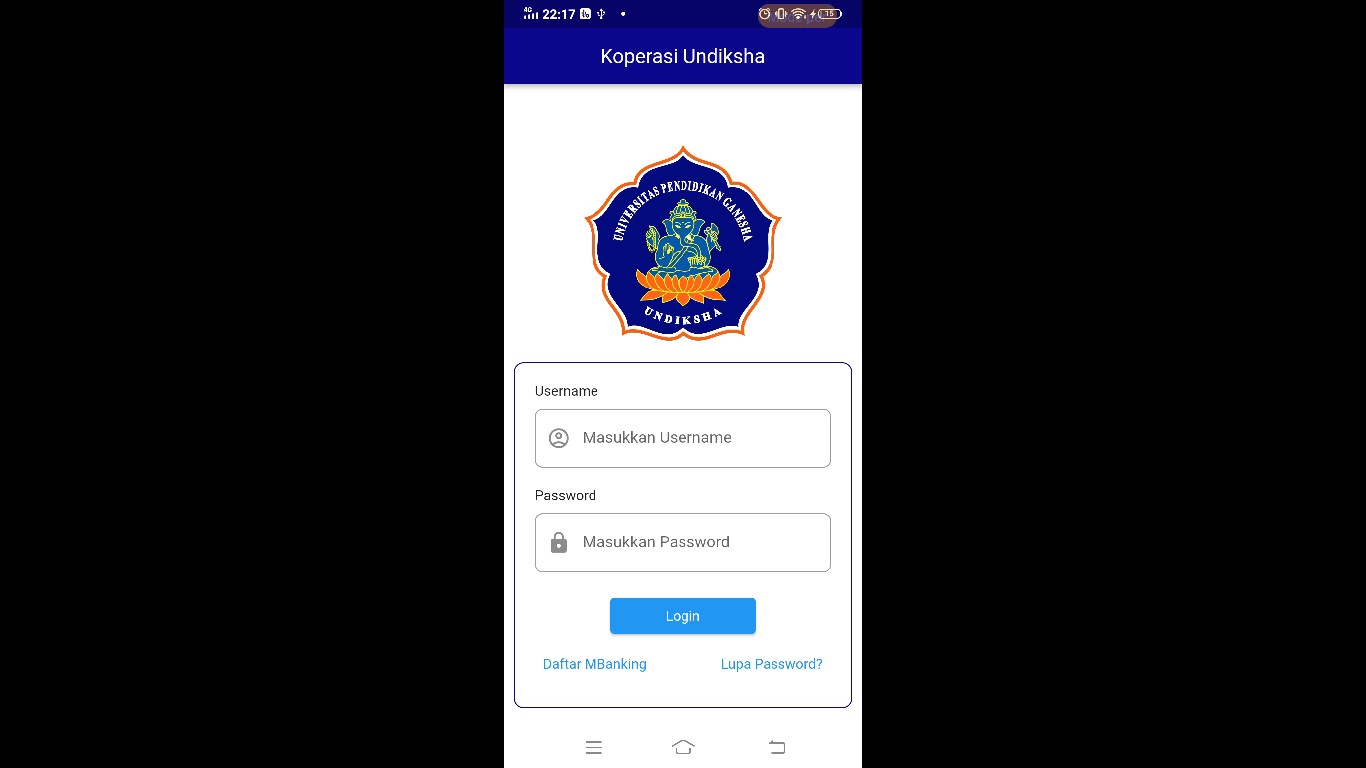 4G 22:17 15
Koperasi Undiksha
UNIVERSITAS PENDIDIKAN GANESHA
UNDIKSHA
Username
Masukkan Username
Password
Masukkan Password
Login
Daftar MBanking Lupa Password?